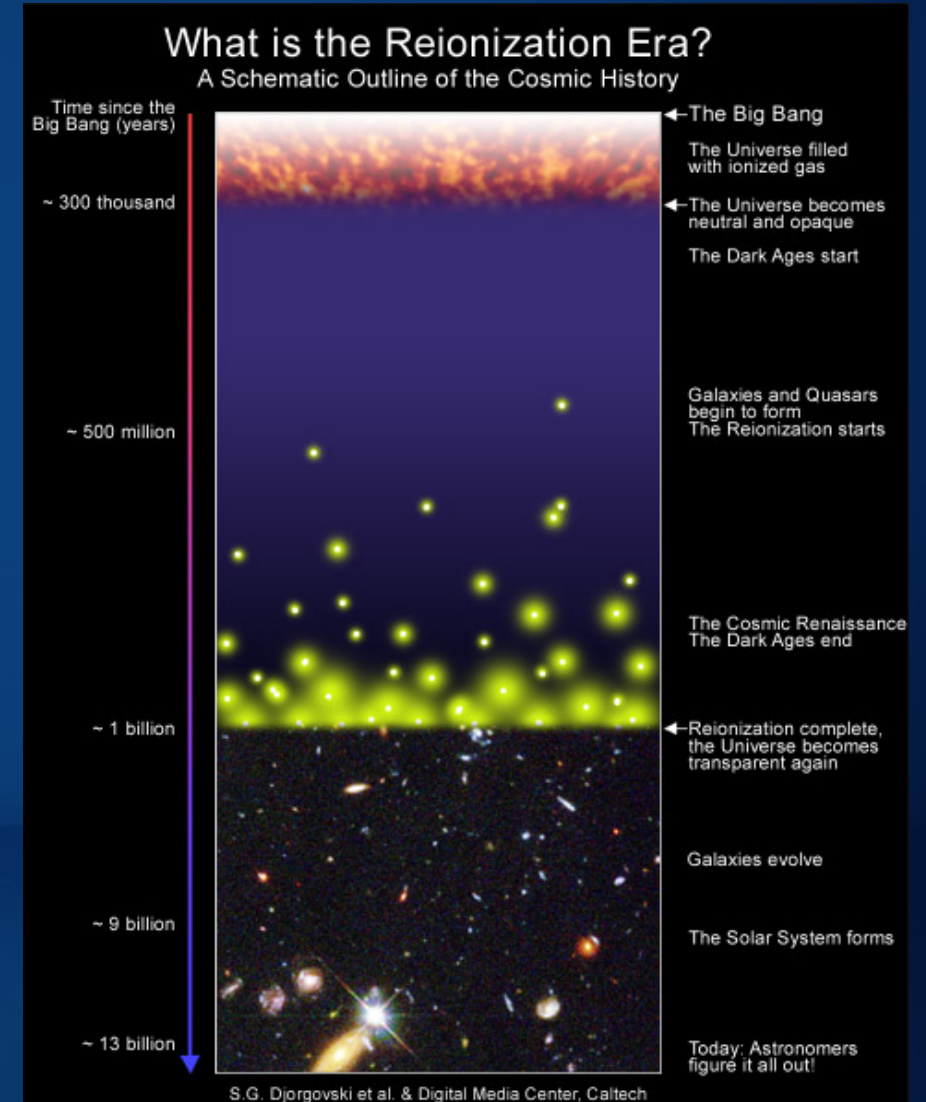 What is the Reionization Era?
A Schematic Outline of the Cosmic History
Time since the
Big Bang (years)
The Big Bang
The Universe filled
with ionized gas
~ 300 thousand
The Universe becomes
neutral and opaque
The Dark Ages start
Galaxies and Quasars
begin to form
The Reionization starts
~ 500 million
The Cosmic Renaissance
The Dark Ages end
~ 1 billion
Reionization complete,
the Universe becomes
transparent again
Galaxies evolve
~ 9 billion
The Solar System forms
~ 13 billion
Today: Astronomers
figure it all out!
S.G. Djorgovski et al. & Digital Media Center, Caltech